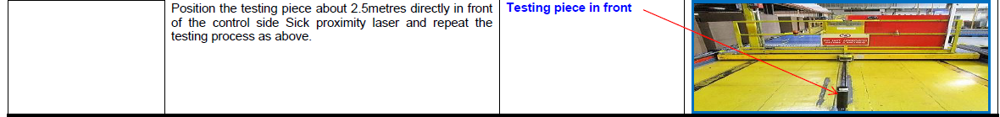 Position the testing piece about 2.5metres directly in front
of the control side Sick proximity laser and repeat the
testing process as above.
Testing piece in front